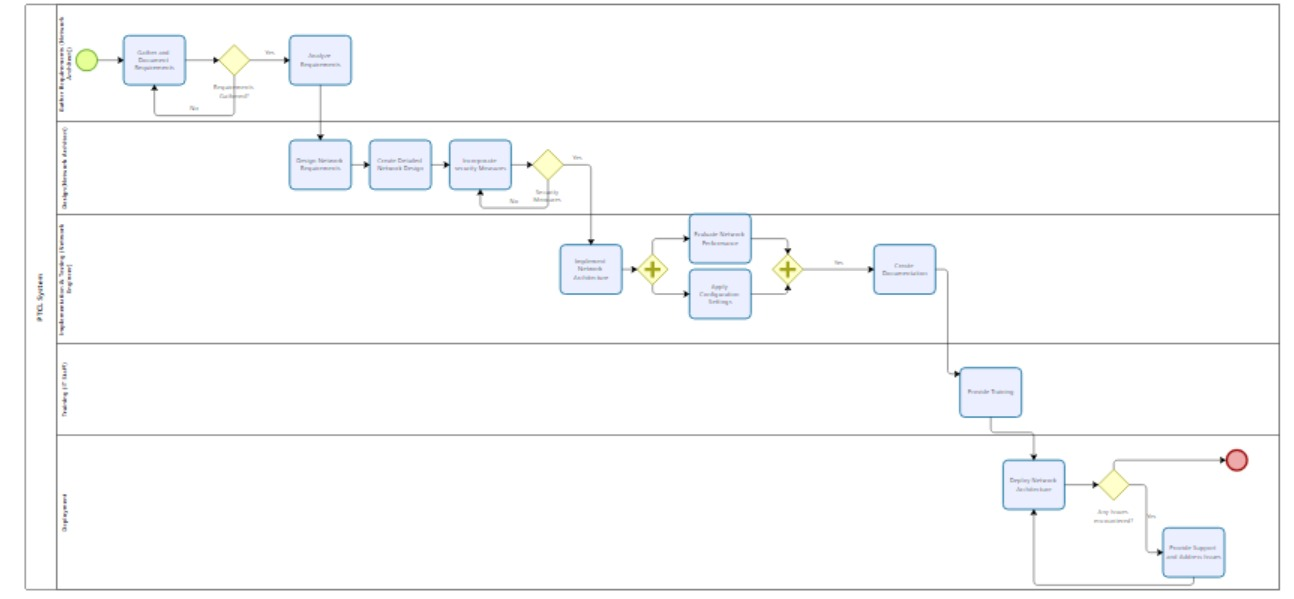 PTCL System
Gather Requirements (Network
Architect)
Gather and
Document
Requirements
Requirements
Gathered?
Yes
No
Analyze
Requirements
Design(Network Architect)
Design Network
Requirements
Create Detailed
Network Design
Incorporate
security Measures
Security
Measures
Yes
No
Implementation & Testing (Network
Engineer)
Implement
Network
Architecture
Evaluate Network
Performance
Apply
Configuration
Settings
Yes
Create
Documentation
Training (IT Staff)
Provide Training
Deployment
Deploy Network
Architecture
Any Issues
encountered?
Yes
Provide Support
and Address Issues